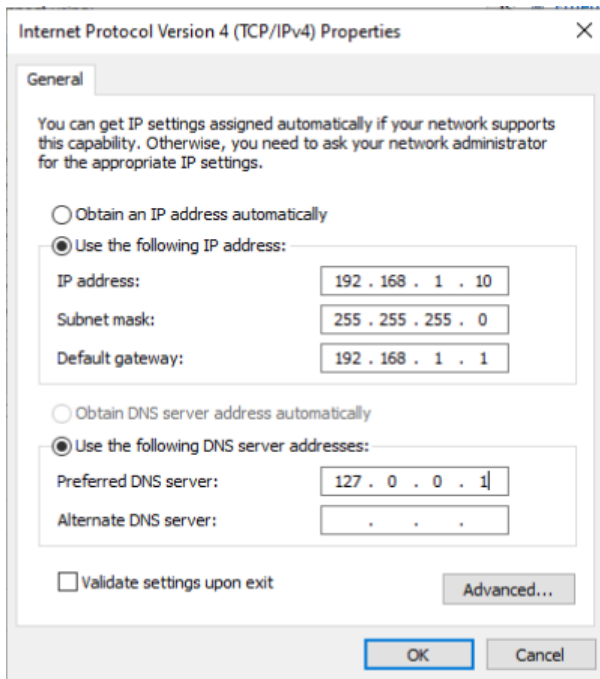 Internet Protocol Version 4 (TCP/IPv4) Properties
General
You can get IP settings assigned automatically if your network supports
this capability. Otherwise, you need to ask your network administrator
for the appropriate IP settings.
Obtain an IP address automatically
Use the following IP address:
IP address: 192 . 168 . 1 . 10
Subnet mask: 255 . 255 . 255 . 0
Default gateway: 192 . 168 . 1 . 1
Obtain DNS server address automatically
Use the following DNS server addresses:
Preferred DNS server: 127 . 0 . 0 . 1
Alternate DNS server: . . .
Validate settings upon exit
Advanced...
OK Cancel